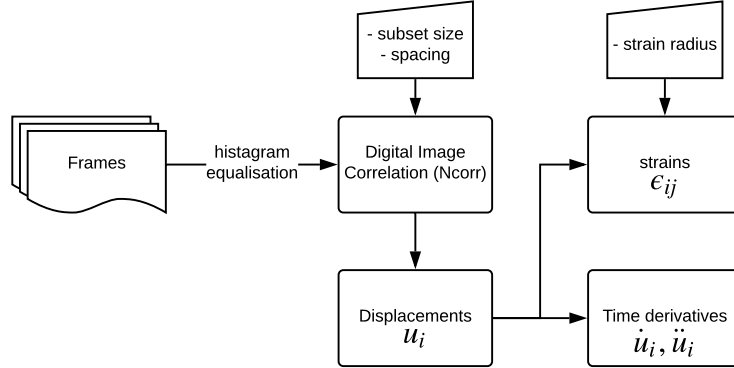 - subset size
- spacing
- strain radius
Frames
histagram
equalisation
Digital Image
Correlation (Ncorr)
strains
ϵij
Displacements
ui
Time derivatives
u̇i, üi